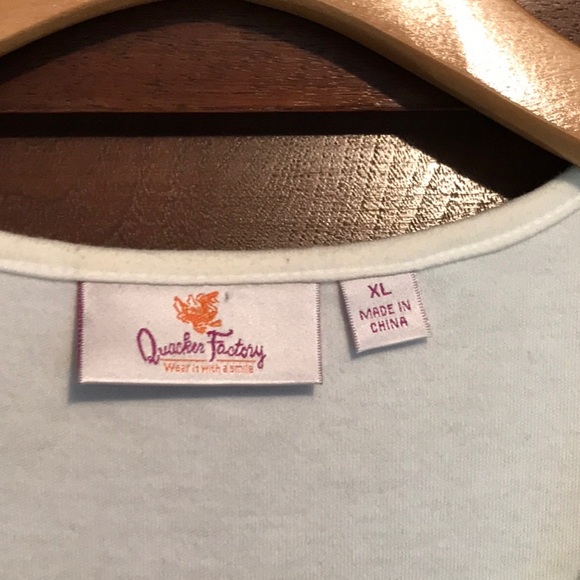 Quacker Factory
Wear it with a smile
XL
MADE IN
CHINA